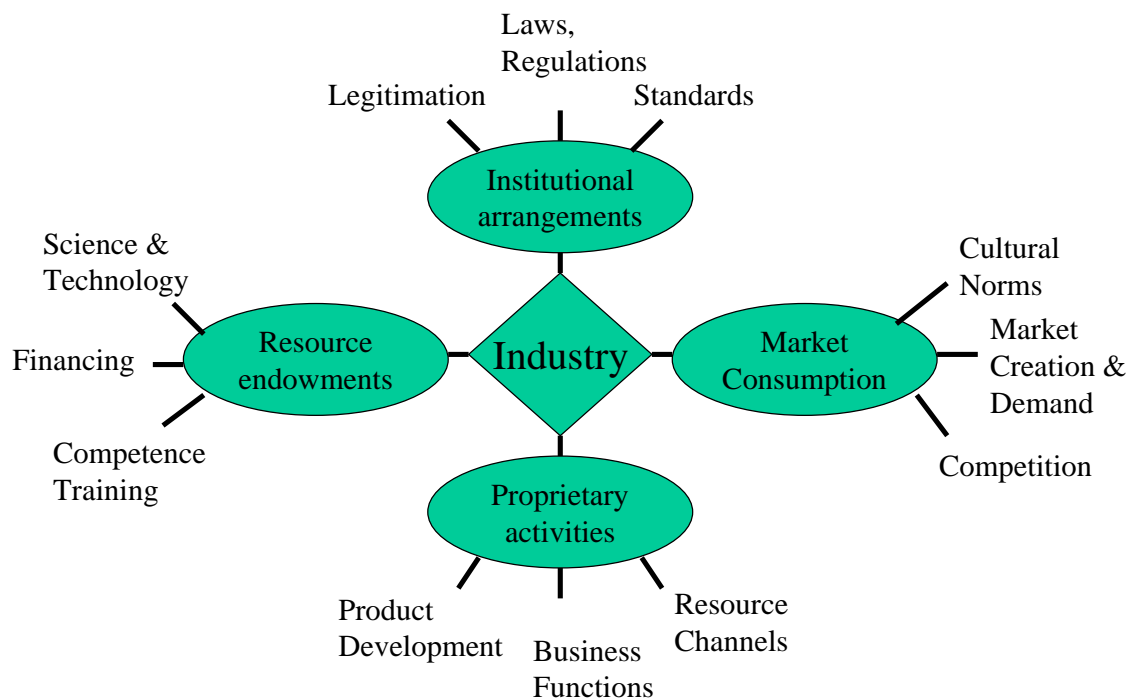 Laws,
Regulations
Legitimation
Standards
Institutional
arrangements
Science &
Technology
Cultural
Norms
Financing
Resource
endowments
Industry
Market
Consumption
Market
Creation &
Demand
Competence
Training
Competition
Proprietary
activities
Product
Development
Business
Functions
Resource
Channels